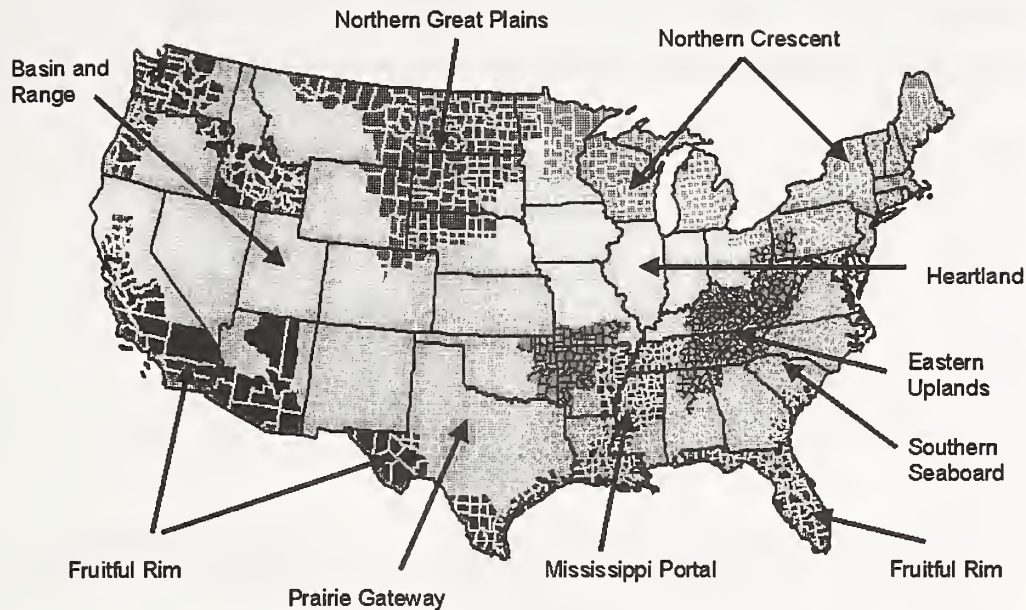 Northern Great Plains
Northern Crescent
Basin and
Range
Heartland
Eastern
Uplands
Southern
Seaboard
Fruitful Rim
Mississippi Portal
Fruitful Rim
Prairie Gateway